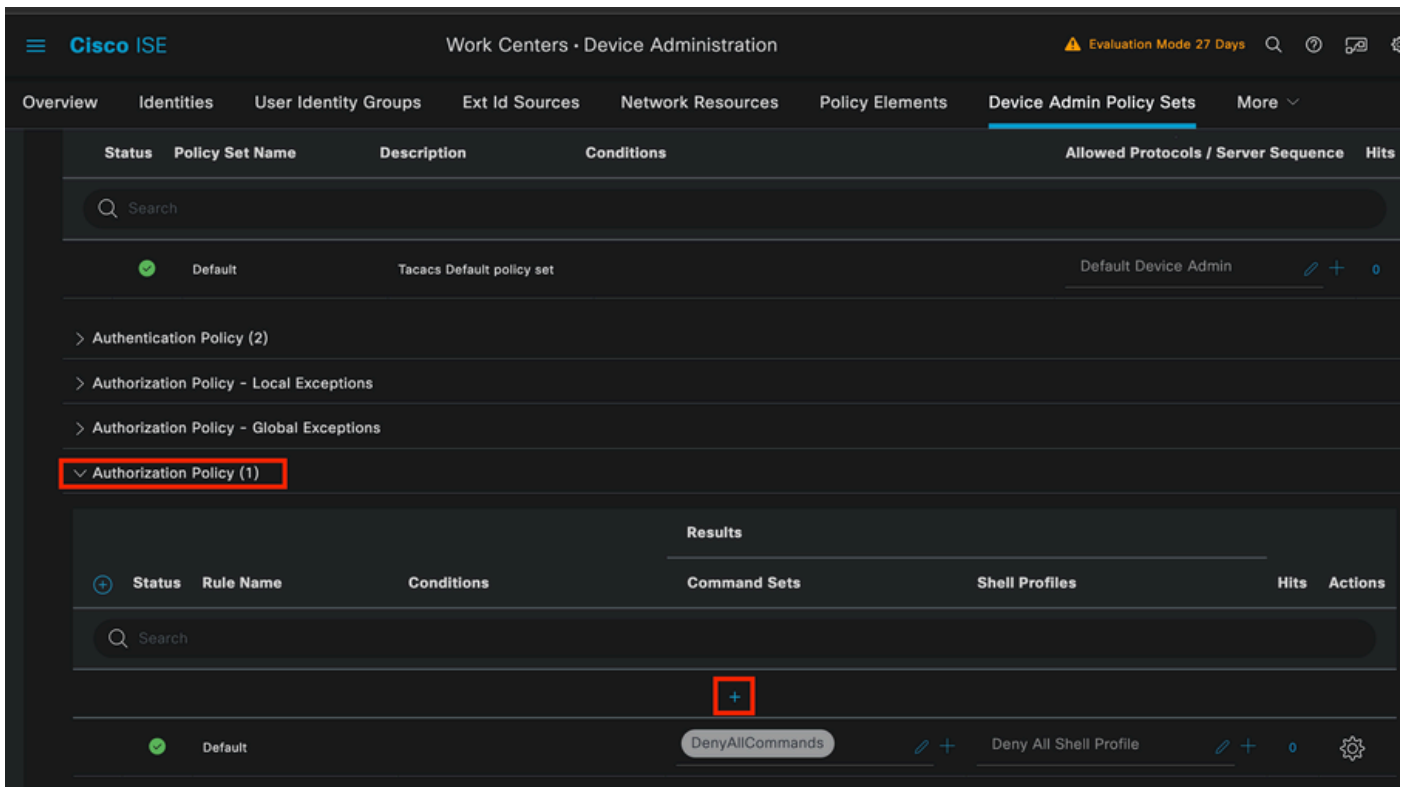 Cisco ISE Work Centers · Device Administration Evaluation Mode 27 Days
Overview Identities User Identity Groups Ext Id Sources Network Resources Policy Elements Device Admin Policy Sets More
Status Policy Set Name Description Conditions Allowed Protocols / Server Sequence Hits
Search
Default Tacacs Default policy set Default Device Admin + 0
Authentication Policy (2)
Authorization Policy - Local Exceptions
Authorization Policy - Global Exceptions
Authorization Policy (1)
Results
Status Rule Name Conditions Command Sets Shell Profiles Hits Actions
Search
+
Default DenyAllCommands + Deny All Shell Profile + 0